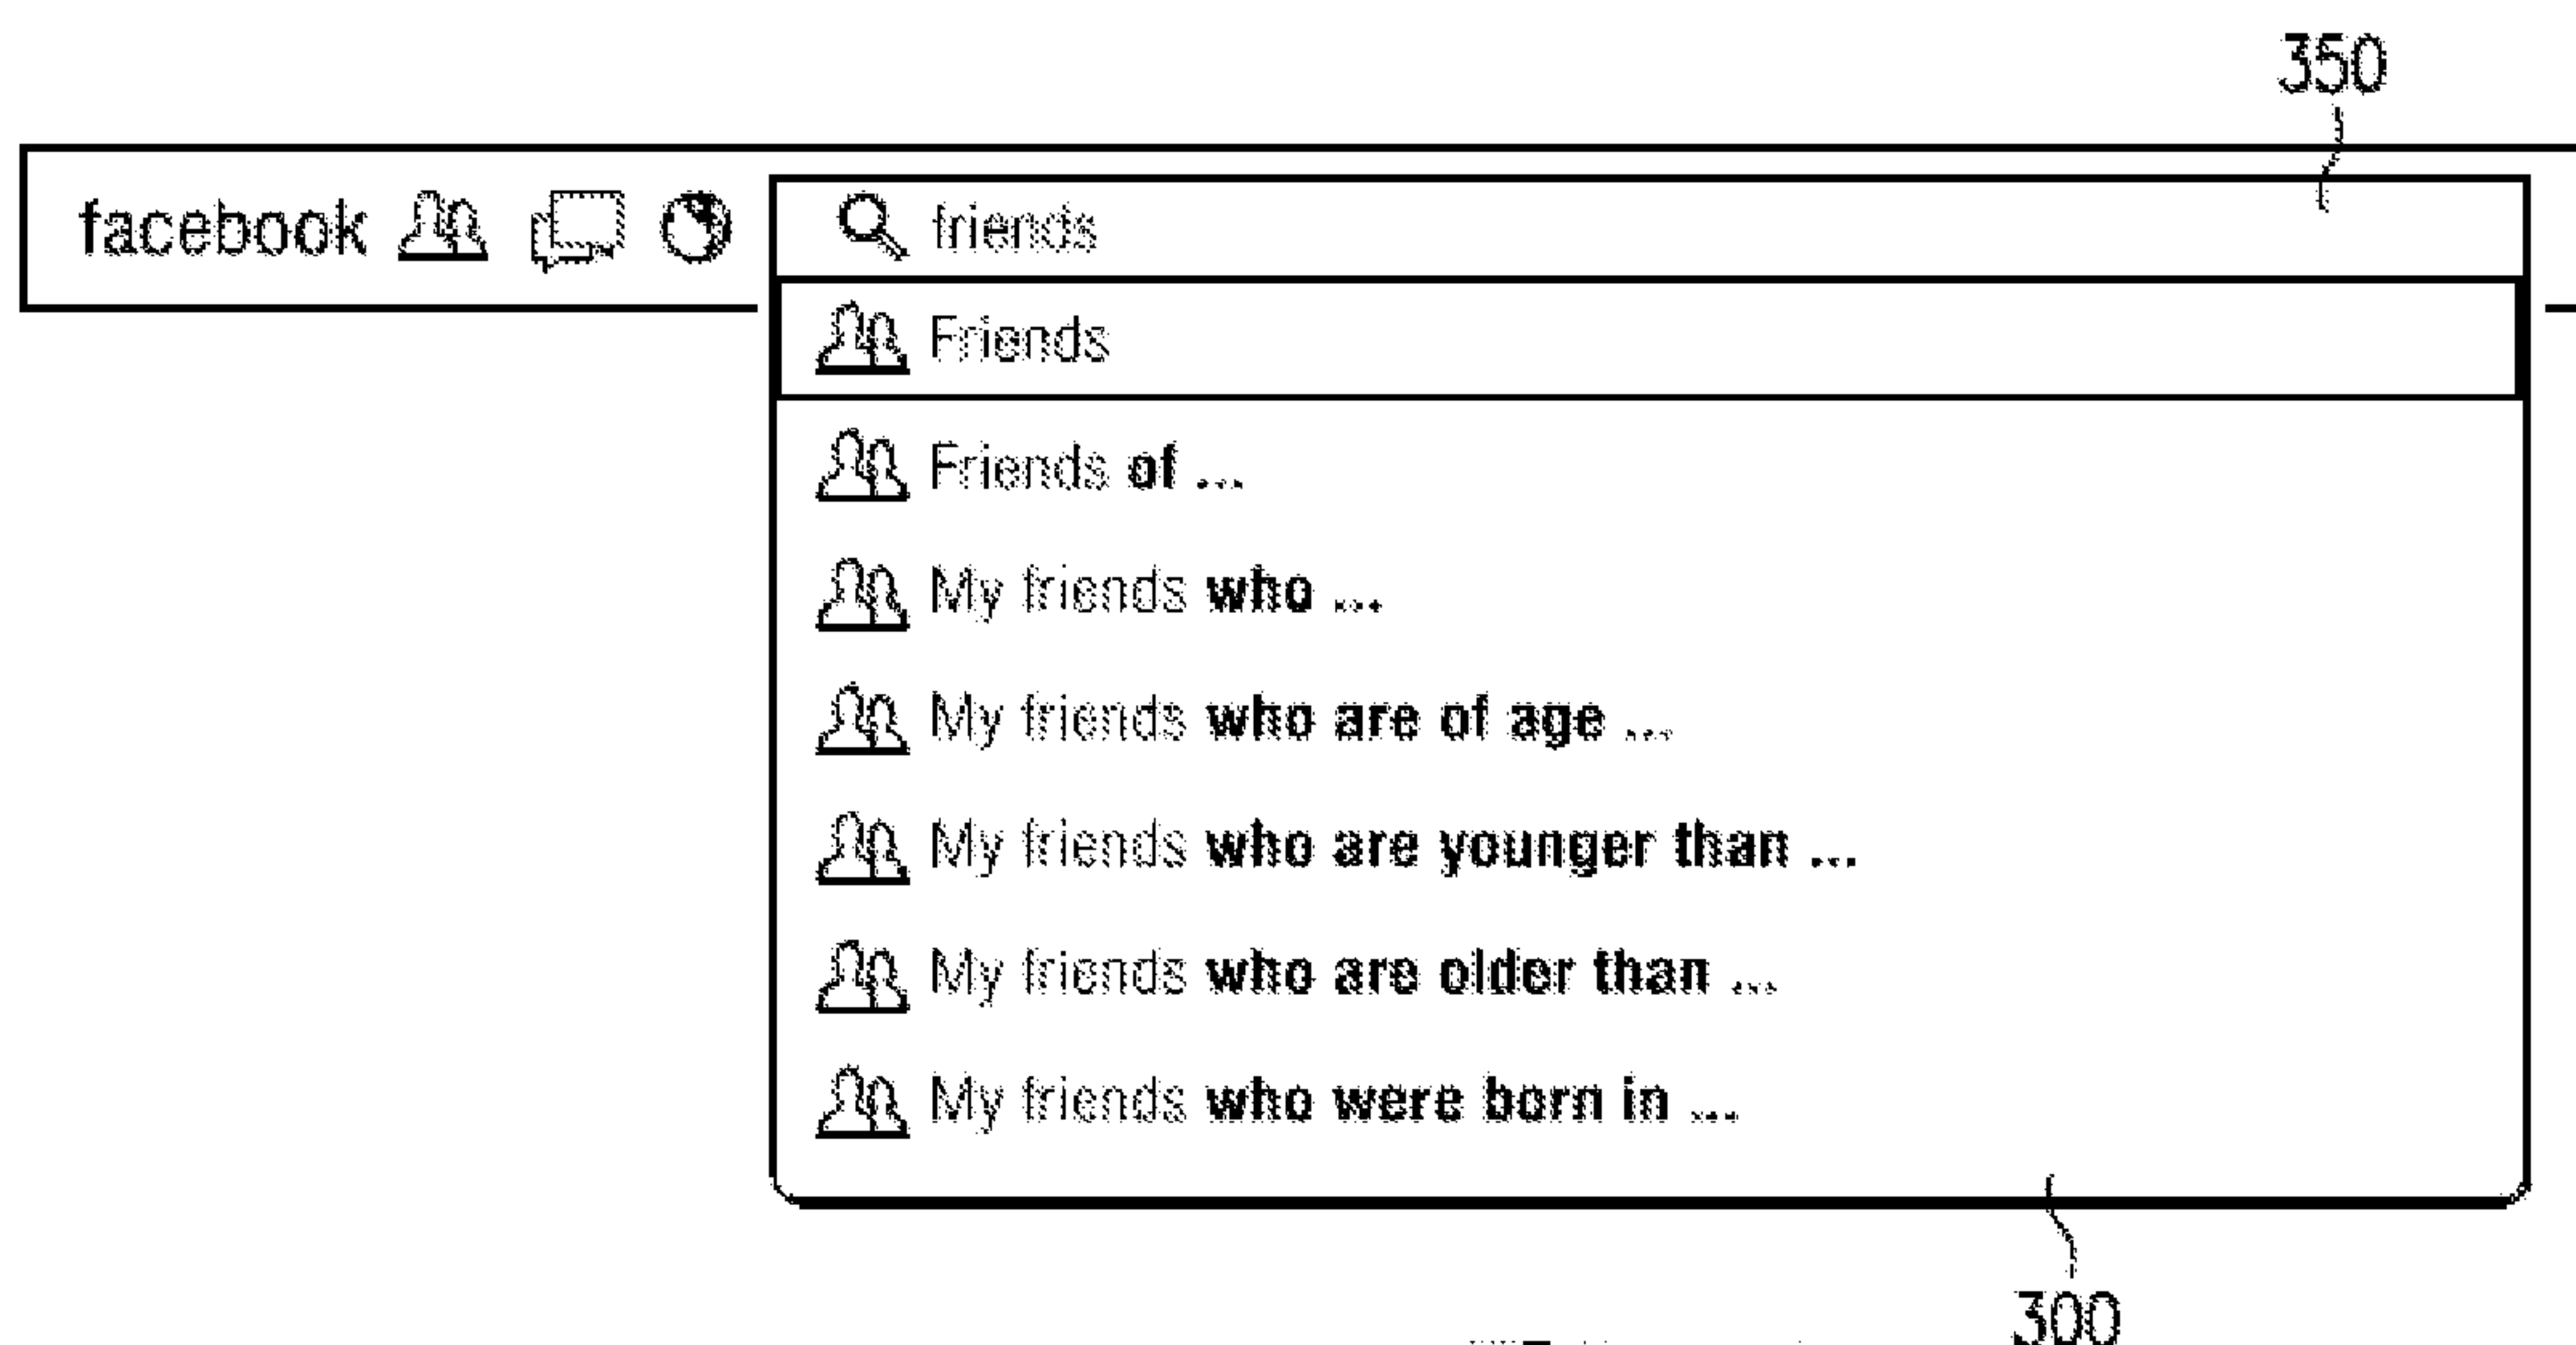 350
facebook friends
Friends
Friends of ...
My friends who ...
My friends who are of age ...
My friends who are younger than ...
My friends who are older than ...
My friends who were born in ...
300